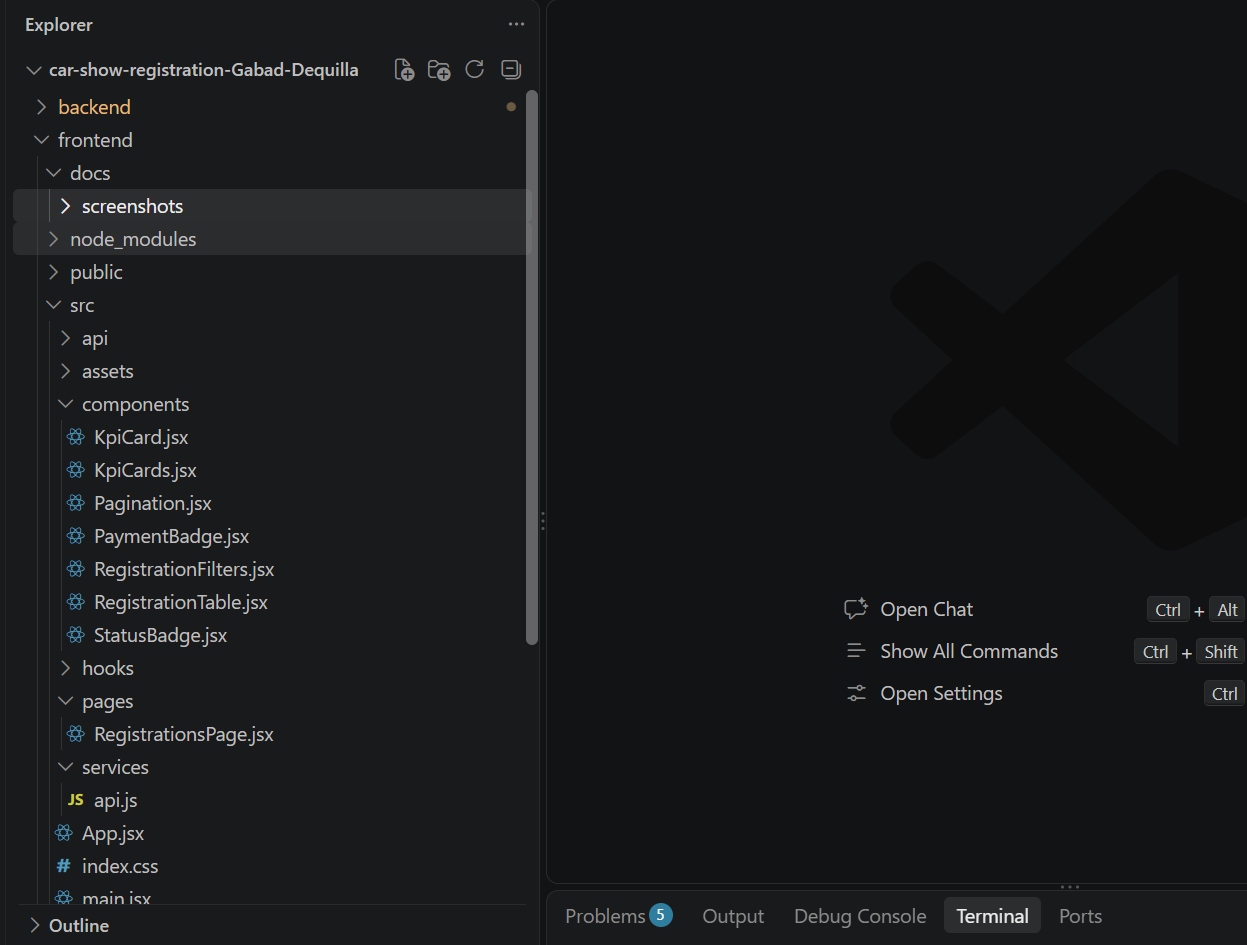 Explorer
car-show-registration-Gabad-Dequilla
backend
frontend
docs
screenshots
node_modules
public
src
api
assets
components
KpiCard.jsx
KpiCards.jsx
Pagination.jsx
PaymentBadge.jsx
RegistrationFilters.jsx
RegistrationTable.jsx
StatusBadge.jsx
hooks
pages
RegistrationsPage.jsx
services
JS api.js
App.jsx
# index.css
main.jsx
Outline
Open Chat Ctrl + Alt
Show All Commands Ctrl + Shift
Open Settings Ctrl
Problems 5 Output Debug Console Terminal Ports